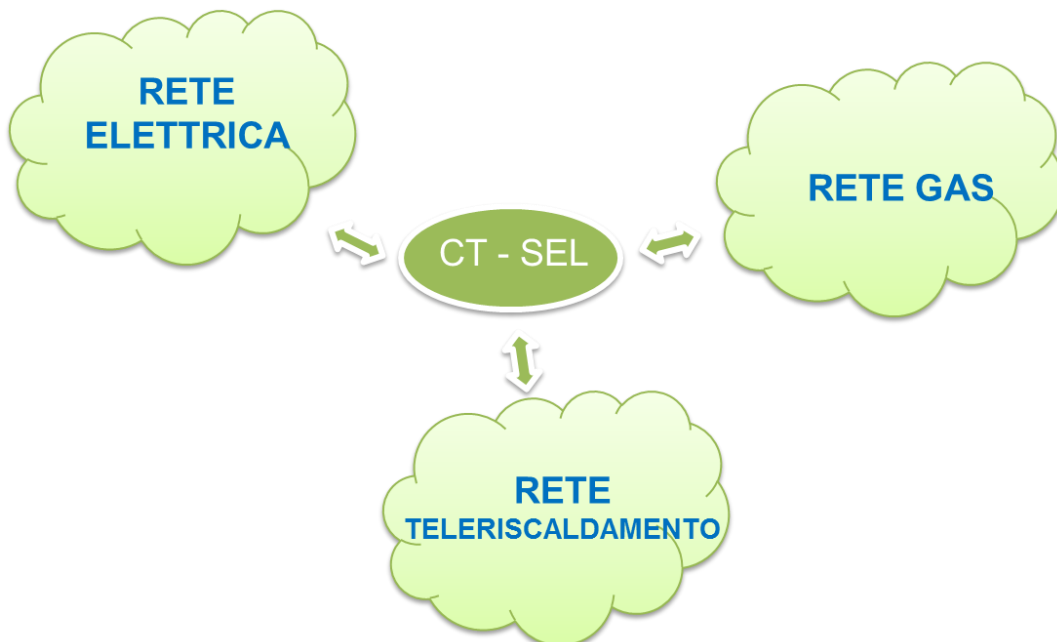 RETE
ELETTRICA
RETE GAS
CT - SEL
RETE
TELERISCALDAMENTO